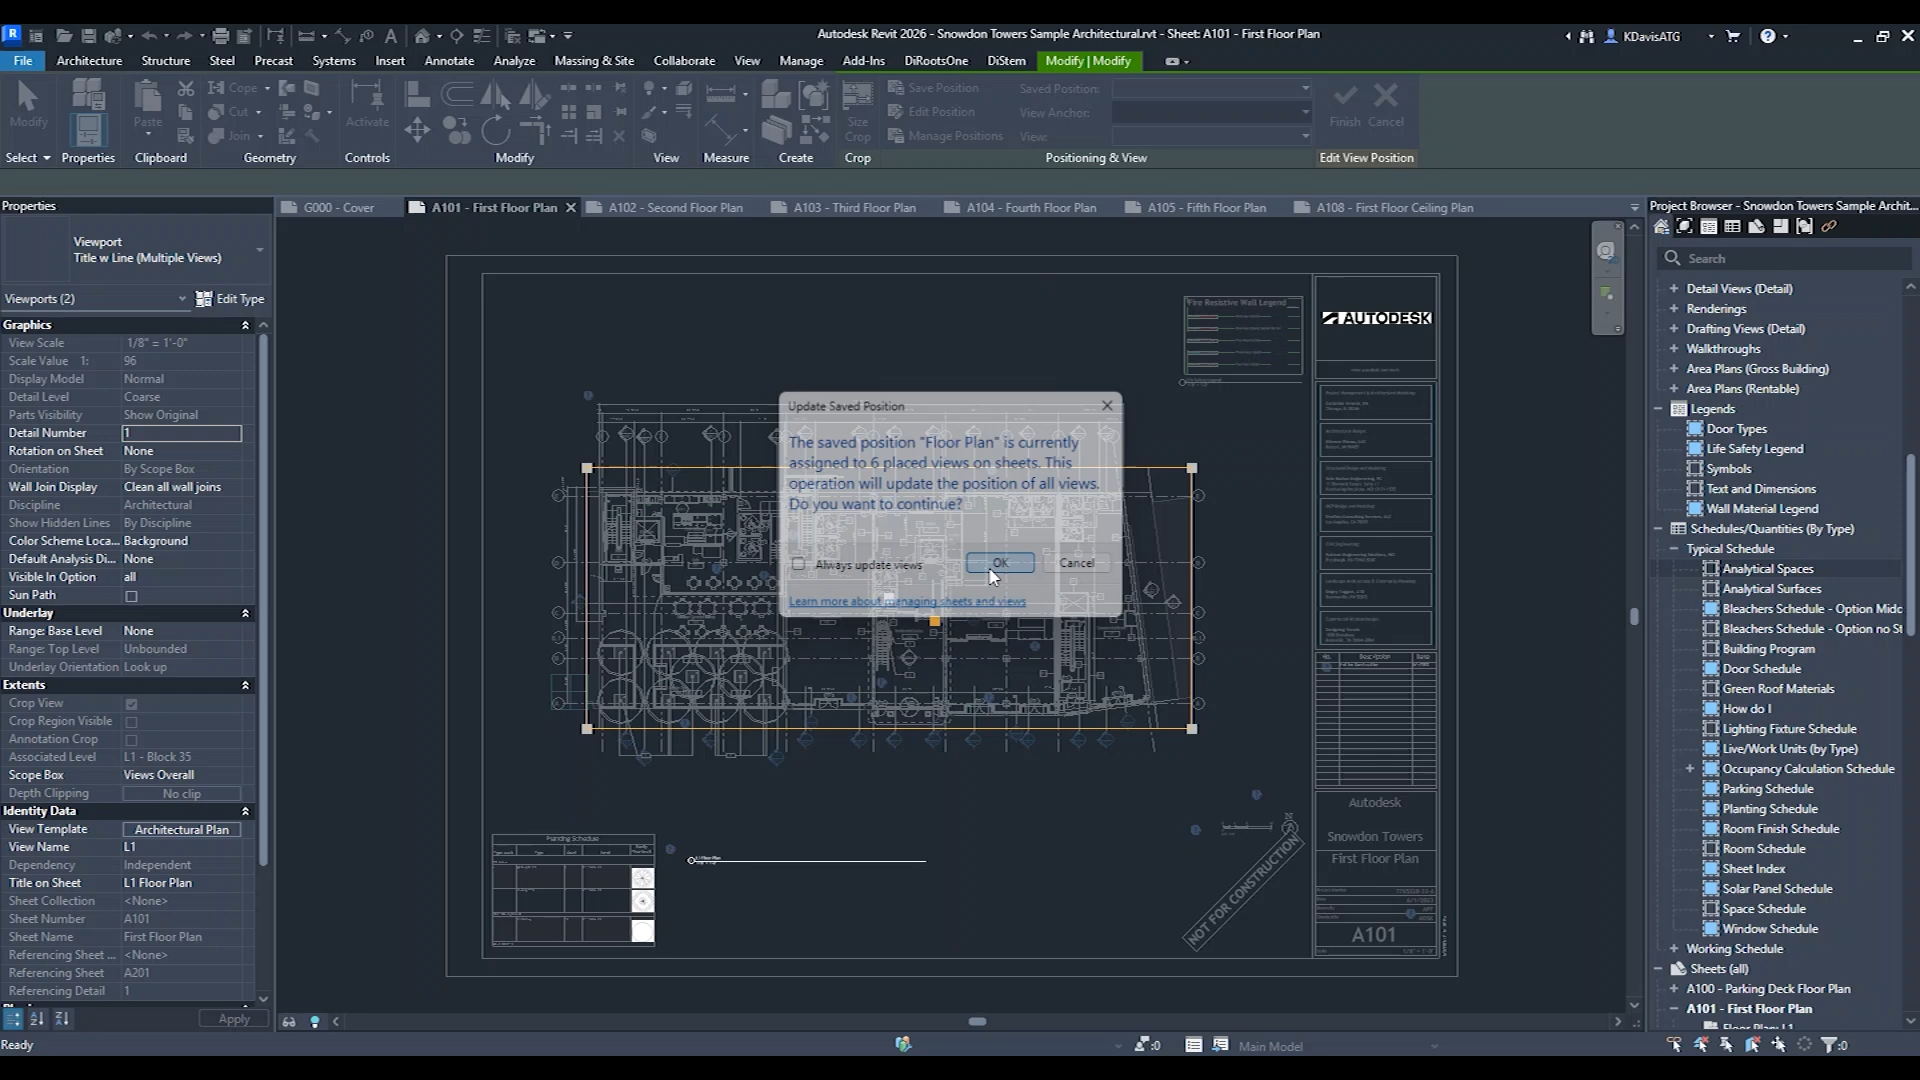 Autodesk Revit 2026 - Snowdon Towers Sample Architectural.rvt - Sheet: A101 - First Floor Plan
KDavisATG
File
Architecture
Structure
Steel
Precast
Systems
Insert
Annotate
Analyze
Massing & Site
Collaborate
View
Manage
Add-Ins
DiRootsOne
DiStem
Modify | Modify
Modify
Paste
Cope
Cut
Join
Activate
Size
Crop
Save Position
Edit Position
Manage Positions
Saved Position:
View Anchor:
View:
Finish
Cancel
Select
Properties
Clipboard
Geometry
Controls
Modify
View
Measure
Create
Crop
Positioning & View
Edit View Position
Properties
G000 - Cover
A101 - First Floor Plan
A102 - Second Floor Plan
A103 - Third Floor Plan
A104 - Fourth Floor Plan
A105 - Fifth Floor Plan
A108 - First Floor Ceiling Plan
Viewport
Title w Line (Multiple Views)
Viewports (2)
Edit Type
Graphics
View Scale 1/8" = 1'-0"
Scale Value 1: 96
Display Model Normal
Detail Level Coarse
Parts Visibility Show Original
Detail Number 1
Rotation on Sheet None
Orientation By Scope Box
Wall Join Display Clean all wall joins
Discipline Architectural
Show Hidden Lines By Discipline
Color Scheme Loca... Background
Default Analysis Di... None
Visible In Option all
Sun Path
Underlay
Range: Base Level None
Range: Top Level Unbounded
Underlay Orientation Look up
Extents
Crop View
Crop Region Visible
Annotation Crop
Associated Level L1 - Block 35
Scope Box Views Overall
Depth Clipping No clip
Identity Data
View Template Architectural Plan
View Name L1
Dependency Independent
Title on Sheet L1 Floor Plan
Sheet Collection <None>
Sheet Number A101
Sheet Name First Floor Plan
Referencing Sheet ... <None>
Referencing Sheet A201
Referencing Detail 1
Apply
Update Saved Position
The saved position "Floor Plan" is currently
assigned to 6 placed views on sheets. This
operation will update the position of all views.
Do you want to continue?
Always update views
OK
Cancel
Learn more about managing sheets and views
Fire Resistive Wall Legend
AUTODESK
Planting Schedule
Autodesk
Snowdon Towers
First Floor Plan
A101
NOT FOR CONSTRUCTION
Project Browser - Snowdon Towers Sample Archit...
Search
Detail Views (Detail)
Renderings
Drafting Views (Detail)
Walkthroughs
Area Plans (Gross Building)
Area Plans (Rentable)
Legends
Door Types
Life Safety Legend
Symbols
Text and Dimensions
Wall Material Legend
Schedules/Quantities (By Type)
Typical Schedule
Analytical Spaces
Analytical Surfaces
Bleachers Schedule - Option Midc
Bleachers Schedule - Option no St
Building Program
Door Schedule
Green Roof Materials
How do I
Lighting Fixture Schedule
Live/Work Units (by Type)
Occupancy Calculation Schedule
Parking Schedule
Planting Schedule
Room Finish Schedule
Room Schedule
Sheet Index
Solar Panel Schedule
Space Schedule
Window Schedule
Working Schedule
Sheets (all)
A100 - Parking Deck Floor Plan
A101 - First Floor Plan
Floor Plan: L1
Ready
:0
Main Model
:0